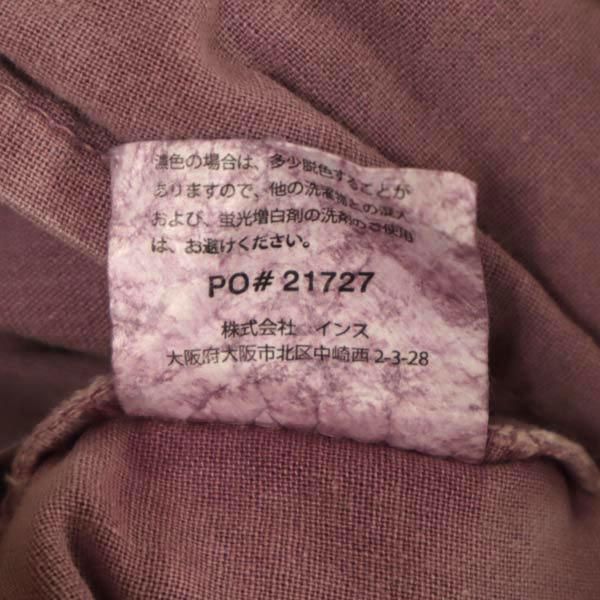 濃色の場合は、多少脱色することが
ありますので、他の洗濯物との混入
および、蛍光増白剤の洗剤のご使用
は、お避けください。
PO# 21727
株式会社 インス
大阪府大阪市北区中崎西 2-3-28